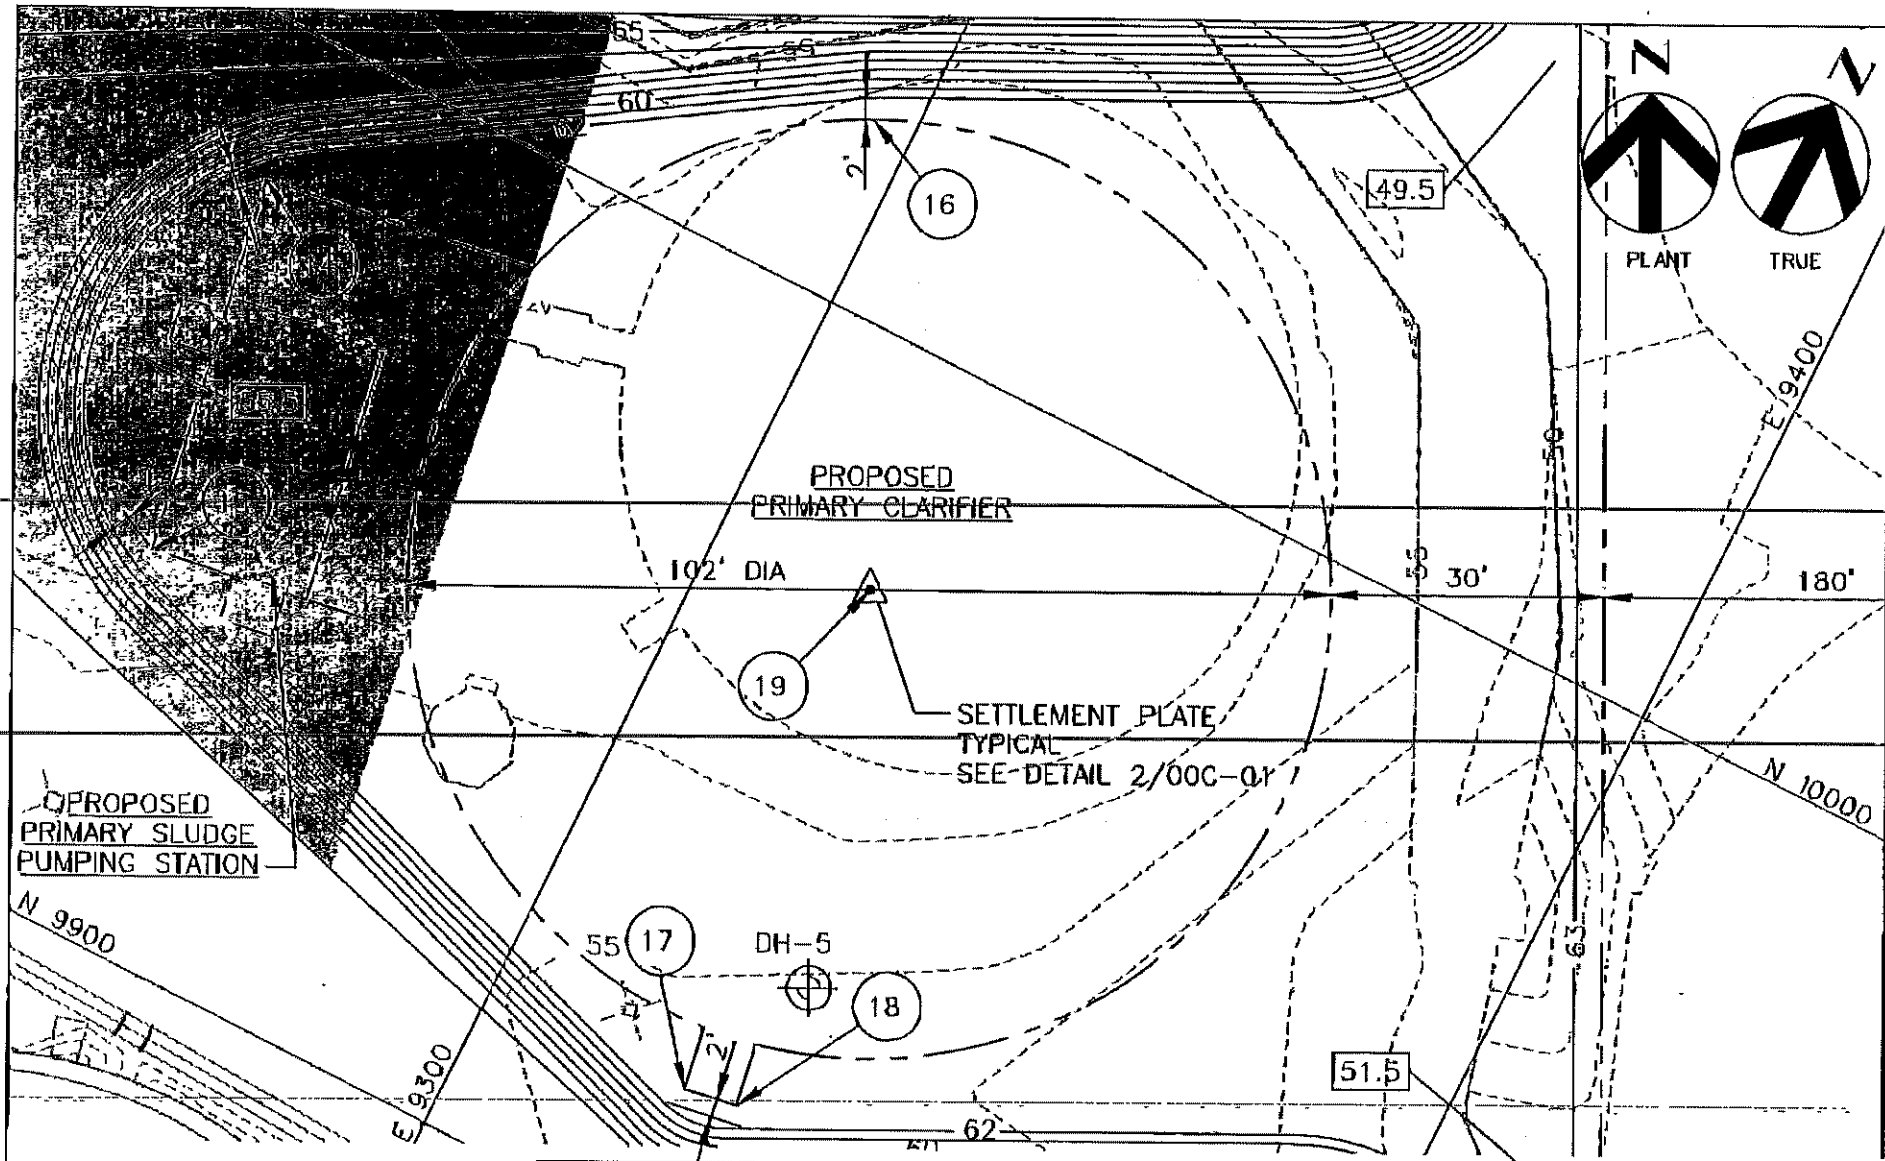 65
60
2'
16
49.5
N
N
PLANT
TRUE
E 9400
50
PROPOSED
PRIMARY CLARIFIER
102' DIA
55
30'
180'
19
SETTLEMENT PLATE
TYPICAL
SEE DETAIL 2/00C-01
N 10000
PROPOSED
PRIMARY SLUDGE
PUMPING STATION
N 9900
55
17
DH-5
18
63
2'
51.5
E 9300
62